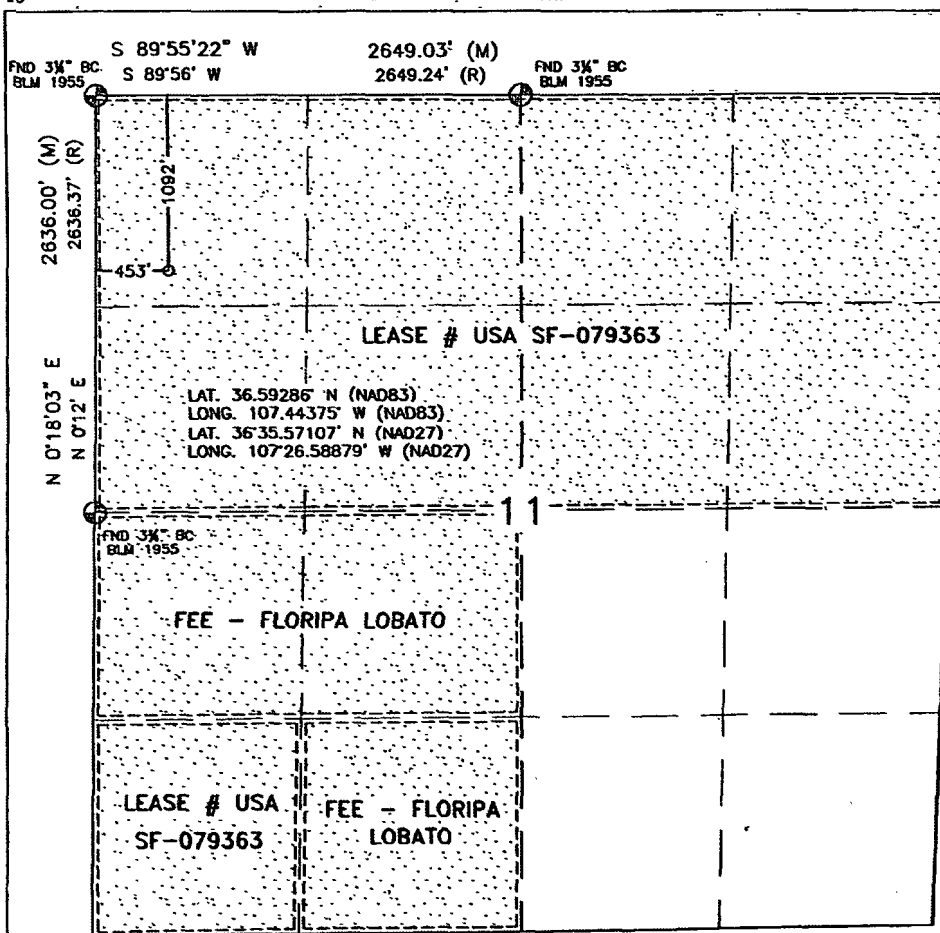 S 89°55'22" W 2649.03' (M)
FND 3¼" BC. S 89°56' W 2649.24' (R) FND 3¼" BC
BLM 1955 BLM 1955
2636.00' (M)
2636.37' (R)
1092'
453'
LEASE # USA SF-079363
N 0°18'03" E
N 0°12' E
LAT. 36.59286° N (NAD83)
LONG. 107.44375° W (NAD83)
LAT. 36°35.57107' N (NAD27)
LONG. 107°26.58879' W (NAD27)
11
FND 3¼" BC
BLM 1955
FEE - FLORIPA LOBATO
LEASE # USA
SF-079363
FEE - FLORIPA
LOBATO